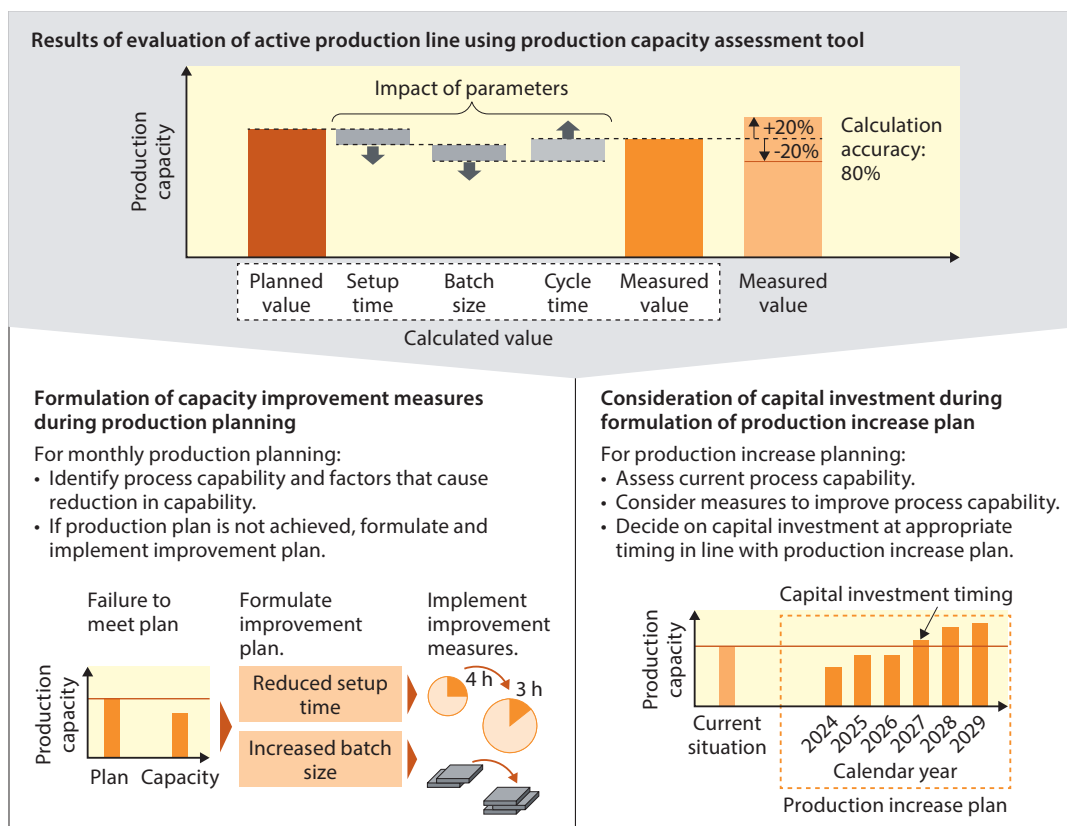 Results of evaluation of active production line using production capacity assessment tool
Impact of parameters
Production
capacity
+20%
-20%
Calculation
accuracy:
80%
Planned
value
Setup
time
Batch
size
Cycle
time
Measured
value
Measured
value
Calculated value
Formulation of capacity improvement measures
during production planning
For monthly production planning:
• Identify process capability and factors that cause
reduction in capability.
• If production plan is not achieved, formulate and
implement improvement plan.
Failure to
meet plan
Formulate
improvement
plan.
Implement
improvement
measures.
Production
capacity
Plan
Capacity
Reduced setup
time
Increased batch
size
4 h
3 h
Consideration of capital investment during
formulation of production increase plan
For production increase planning:
• Assess current process capability.
• Consider measures to improve process capability.
• Decide on capital investment at appropriate
timing in line with production increase plan.
Capital investment timing
Production
capacity
Current
situation
2024
2025
2026
2027
2028
2029
Calendar year
Production increase plan